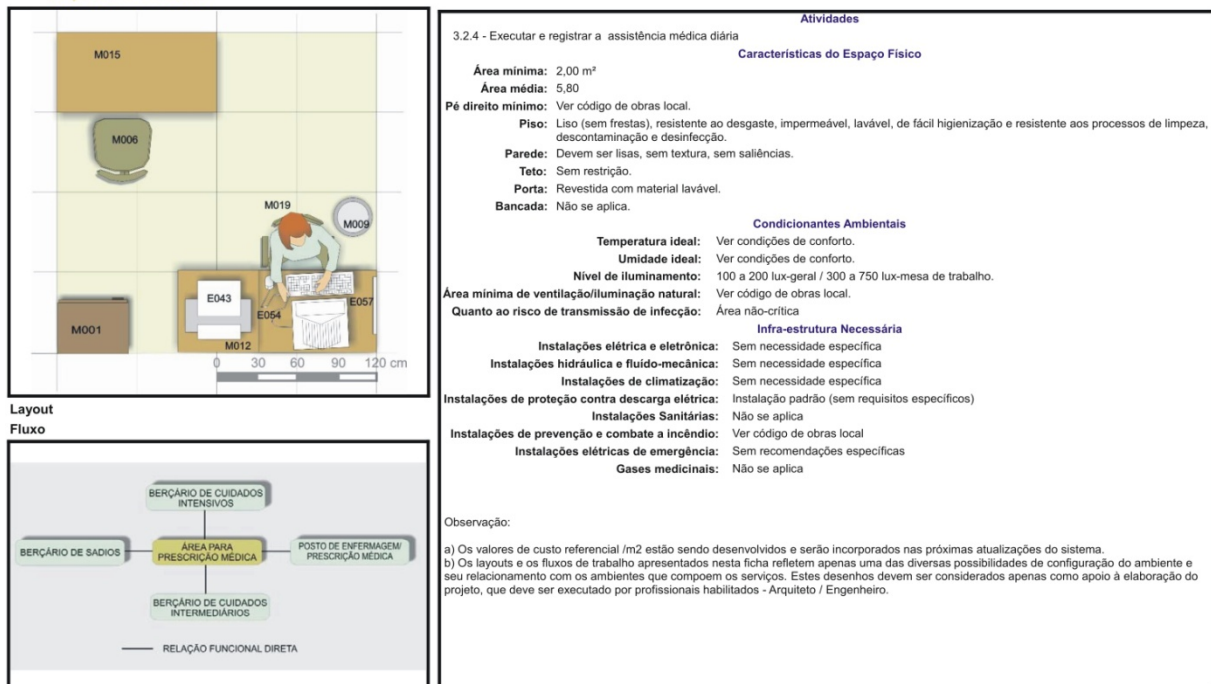 M015
M006
M019
M009
E043
E054
E057
M001
M012
0 30 60 90 120 cm
Layout
Fluxo
BERÇÁRIO DE CUIDADOS
INTENSIVOS
BERÇÁRIO DE SADIOS
ÁREA PARA
PRESCRIÇÃO MÉDICA
POSTO DE ENFERMAGEM/
PRESCRIÇÃO MÉDICA
BERÇÁRIO DE CUIDADOS
INTERMEDIÁRIOS
RELAÇÃO FUNCIONAL DIRETA
Atividades
3.2.4 - Executar e registrar a assistência médica diária
Características do Espaço Físico
Área mínima: 2,00 m²
Área média: 5,80
Pé direito mínimo: Ver código de obras local.
Piso: Liso (sem frestas), resistente ao desgaste, impermeável, lavável, de fácil higienização e resistente aos processos de limpeza,
descontaminação e desinfecção.
Parede: Devem ser lisas, sem textura, sem saliências.
Teto: Sem restrição.
Porta: Revestida com material lavável.
Bancada: Não se aplica.
Condicionantes Ambientais
Temperatura ideal: Ver condições de conforto.
Umidade ideal: Ver condições de conforto.
Nível de iluminamento: 100 a 200 lux-geral / 300 a 750 lux-mesa de trabalho.
Área mínima de ventilação/iluminação natural: Ver código de obras local.
Quanto ao risco de transmissão de infecção: Área não-crítica
Infra-estrutura Necessária
Instalações elétrica e eletrônica: Sem necessidade específica
Instalações hidráulica e fluído-mecânica: Sem necessidade específica
Instalações de climatização: Sem necessidade específica
Instalações de proteção contra descarga elétrica: Instalação padrão (sem requisitos específicos)
Instalações Sanitárias: Não se aplica
Instalações de prevenção e combate a incêndio: Ver código de obras local
Instalações elétricas de emergência: Sem recomendações específicas
Gases medicinais: Não se aplica
Observação:
a) Os valores de custo referencial /m2 estão sendo desenvolvidos e serão incorporados nas próximas atualizações do sistema.
b) Os layouts e os fluxos de trabalho apresentados nesta ficha refletem apenas uma das diversas possibilidades de configuração do ambiente e
seu relacionamento com os ambientes que compoem os serviços. Estes desenhos devem ser considerados apenas como apoio à elaboração do
projeto, que deve ser executado por profissionais habilitados - Arquiteto / Engenheiro.